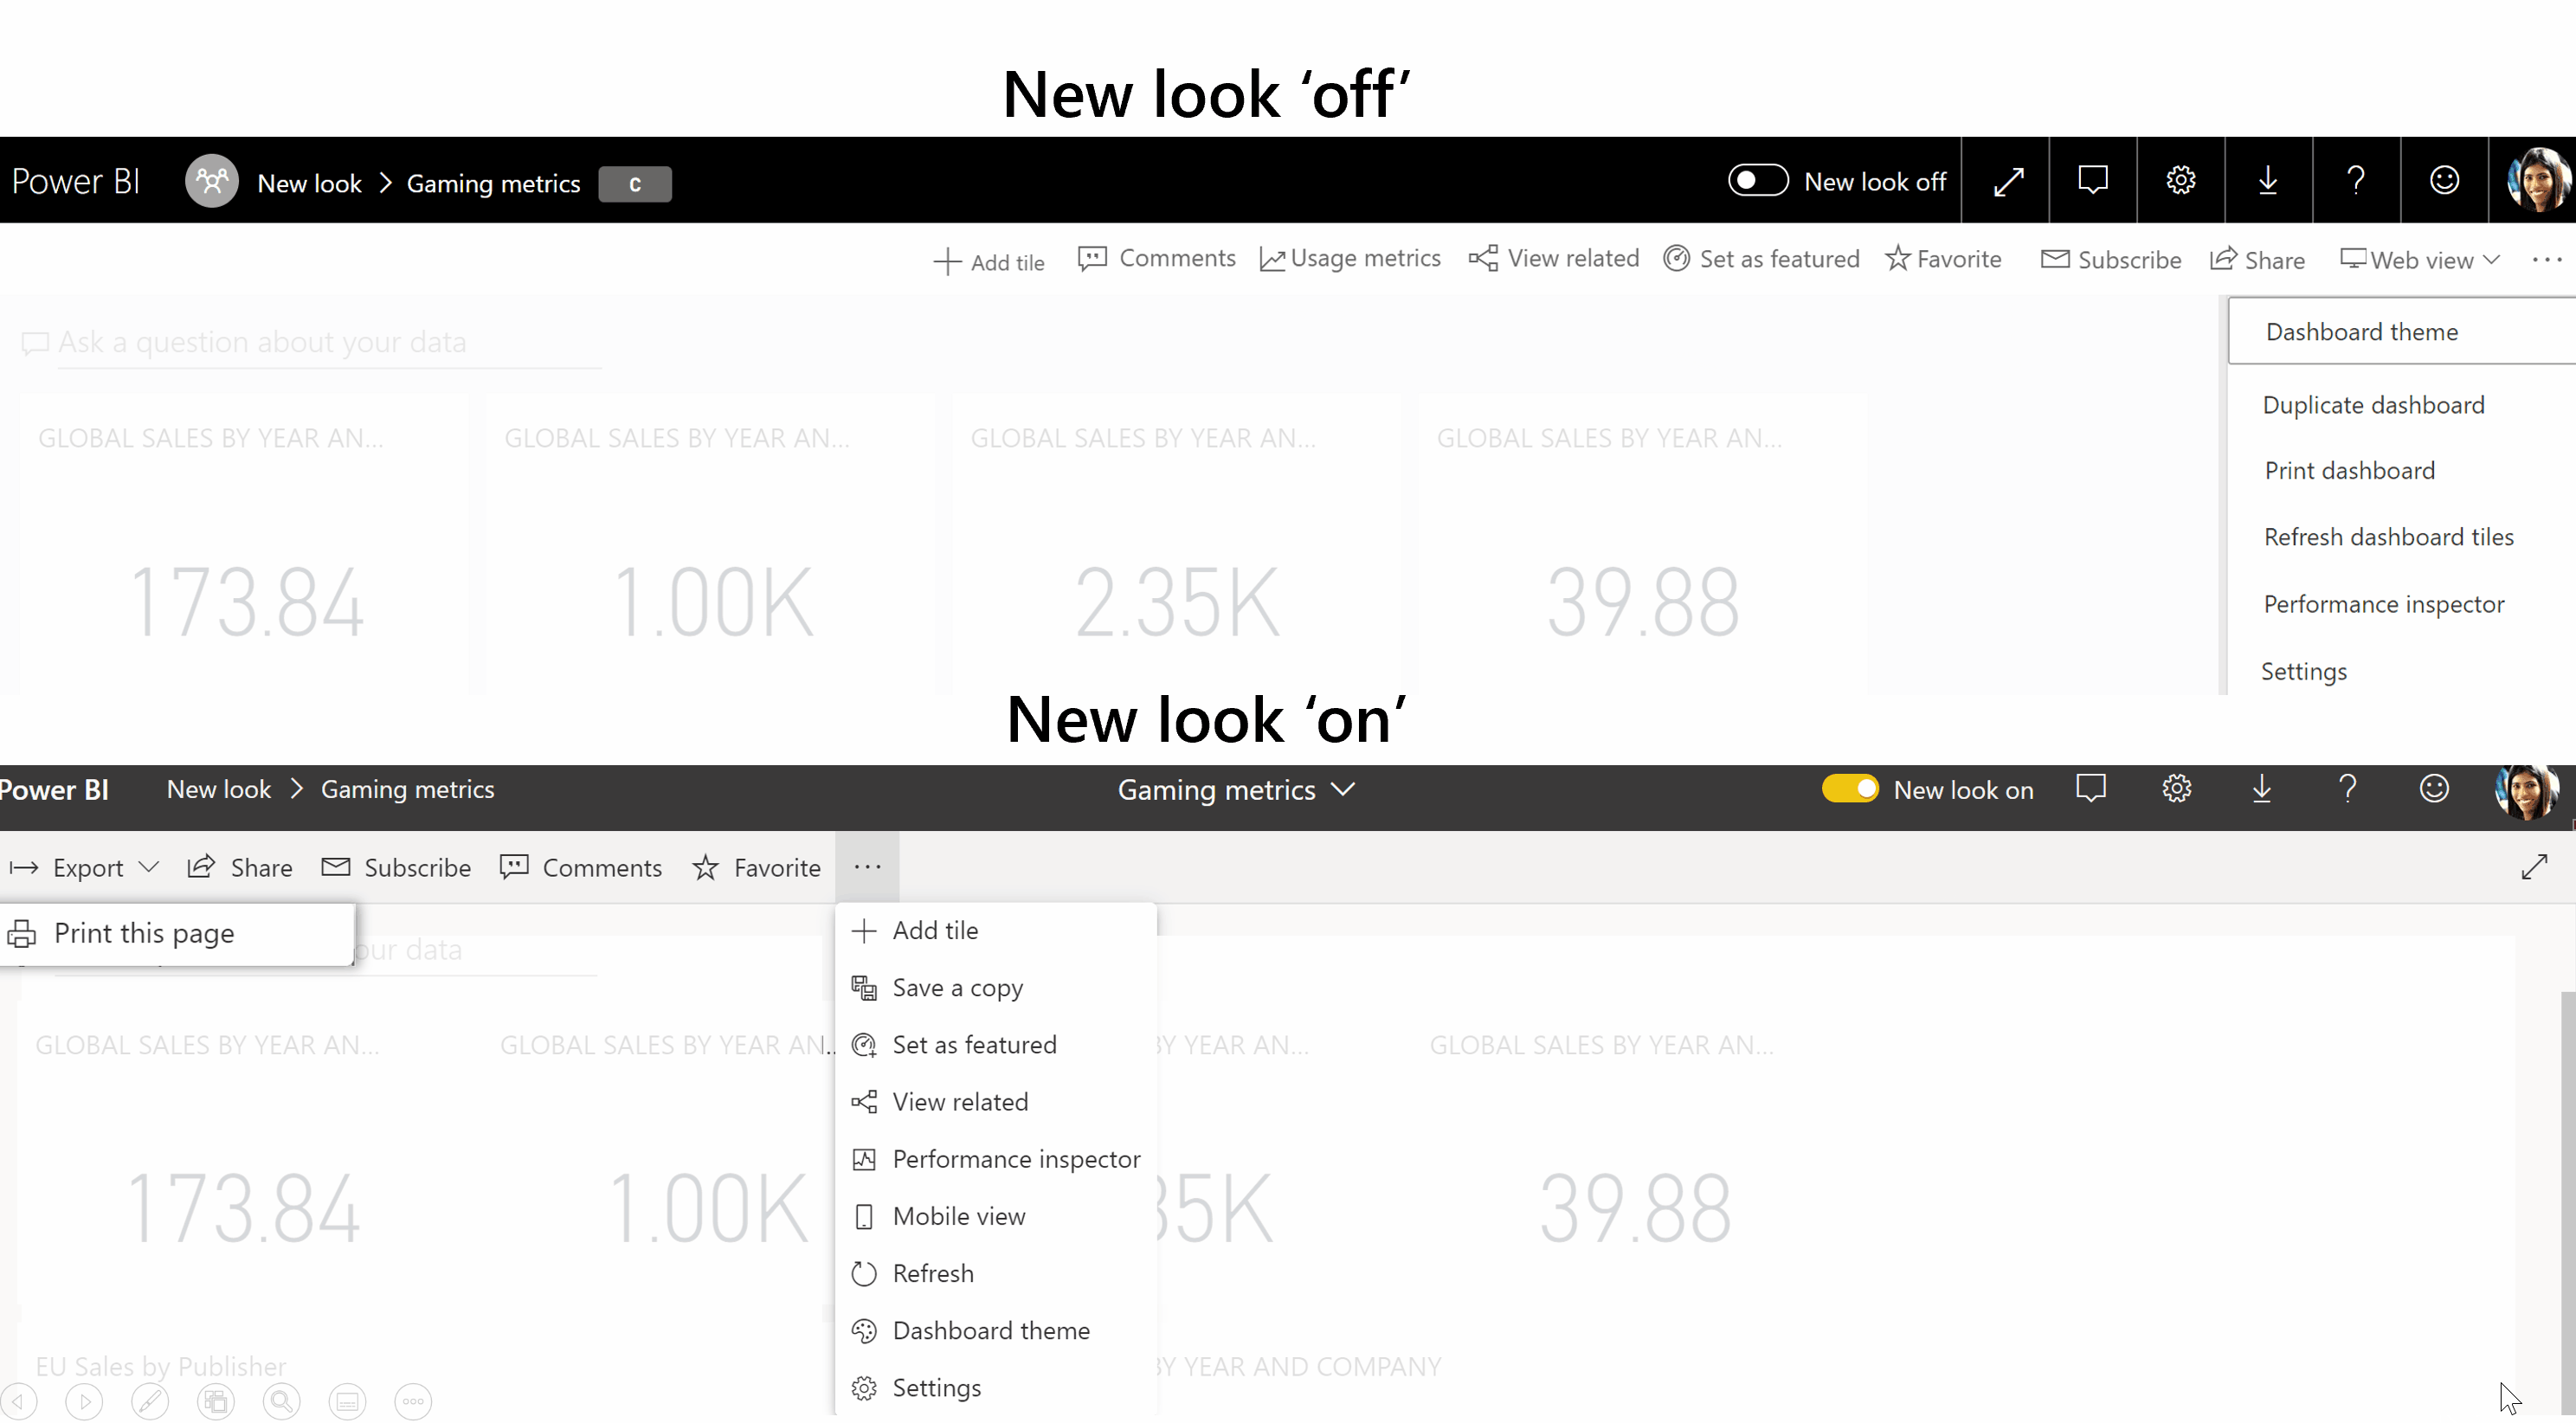 New look ‘off’
Power BI New look > Gaming metrics C New look off ?
Add tile Comments Usage metrics View related Set as featured Favorite Subscribe Share Web view ...
Ask a question about your data
Dashboard theme
Duplicate dashboard
Print dashboard
Refresh dashboard tiles
Performance inspector
Settings
GLOBAL SALES BY YEAR AN... GLOBAL SALES BY YEAR AN... GLOBAL SALES BY YEAR AN... GLOBAL SALES BY YEAR AN...
173.84 1.00K 2.35K 39.88
New look ‘on’
Power BI New look > Gaming metrics Gaming metrics New look on ?
Export Share Subscribe Comments Favorite ...
Print this page
our data
Add tile
Save a copy
Set as featured
View related
Performance inspector
Mobile view
Refresh
Dashboard theme
Settings
GLOBAL SALES BY YEAR AN... GLOBAL SALES BY YEAR AN... BY YEAR AN... GLOBAL SALES BY YEAR AN...
173.84 1.00K 35K 39.88
EU Sales by Publisher BY YEAR AND COMPANY